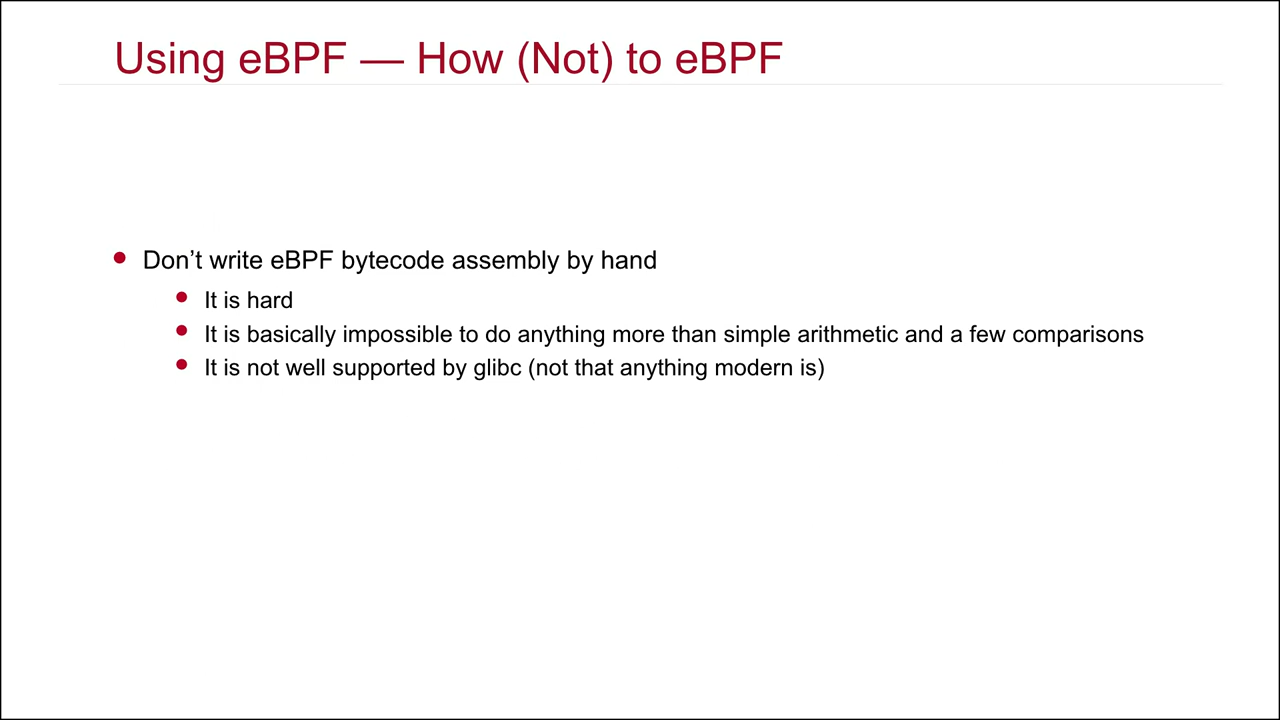 Using eBPF — How (Not) to eBPF
Don’t write eBPF bytecode assembly by hand
It is hard
It is basically impossible to do anything more than simple arithmetic and a few comparisons
It is not well supported by glibc (not that anything modern is)